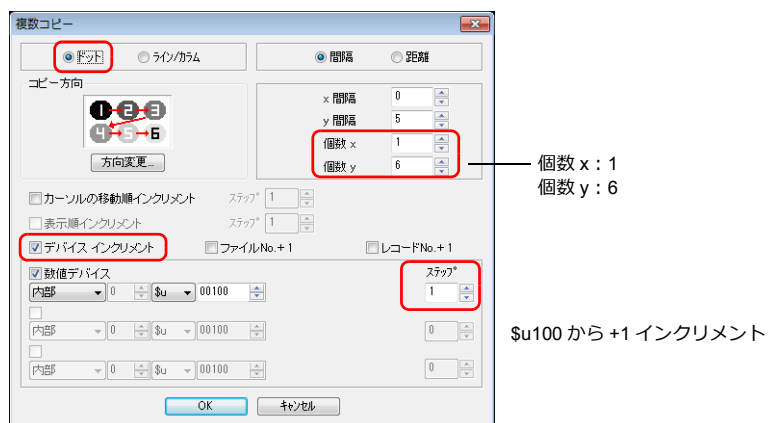 複数コピー
ドット ライン/カラム
間隔 距離
コピー方向
1 2 3
4 5 6
方向変更...
x 間隔 0
y 間隔 5
個数 x 1
個数 y 6
個数 x：1
個数 y：6
カーソルの移動順インクリメント ステップ 1
表示順インクリメント ステップ 1
デバイス インクリメント ファイルNo.+1 レコードNo.+1
数値デバイス ステップ
内部 0 $u 00100 1
内部 0 $u 00100 0
内部 0 $u 00100 0
$u100 から +1 インクリメント
OK キャンセル